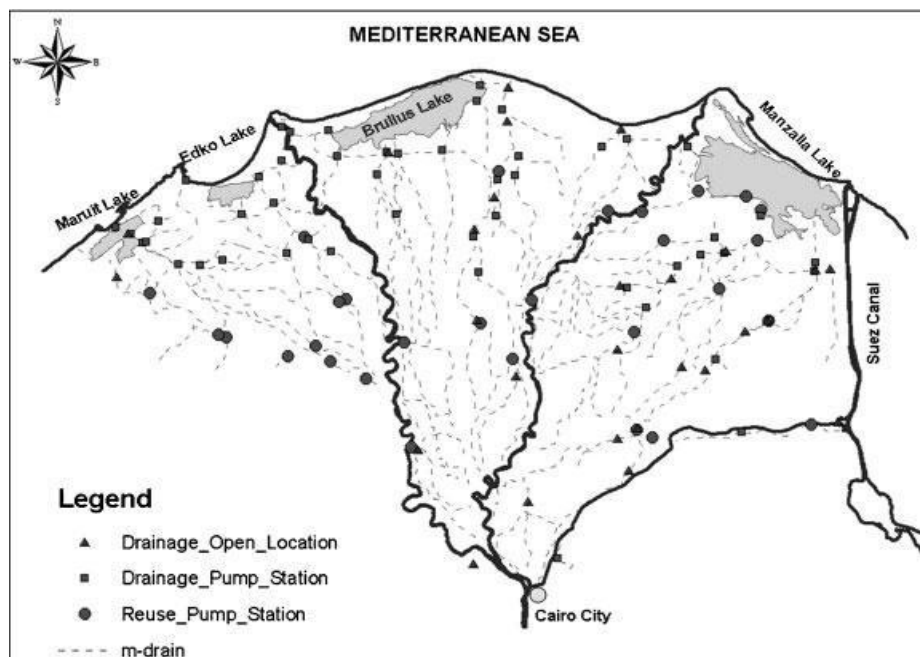 N
W
B
S
MEDITERRANEAN SEA
Brullus Lake
Manzalla Lake
Edko Lake
Maruit Lake
Suez Canal
Legend
Drainage_Open_Location
Drainage_Pump_Station
Reuse_Pump_Station
m-drain
Cairo City